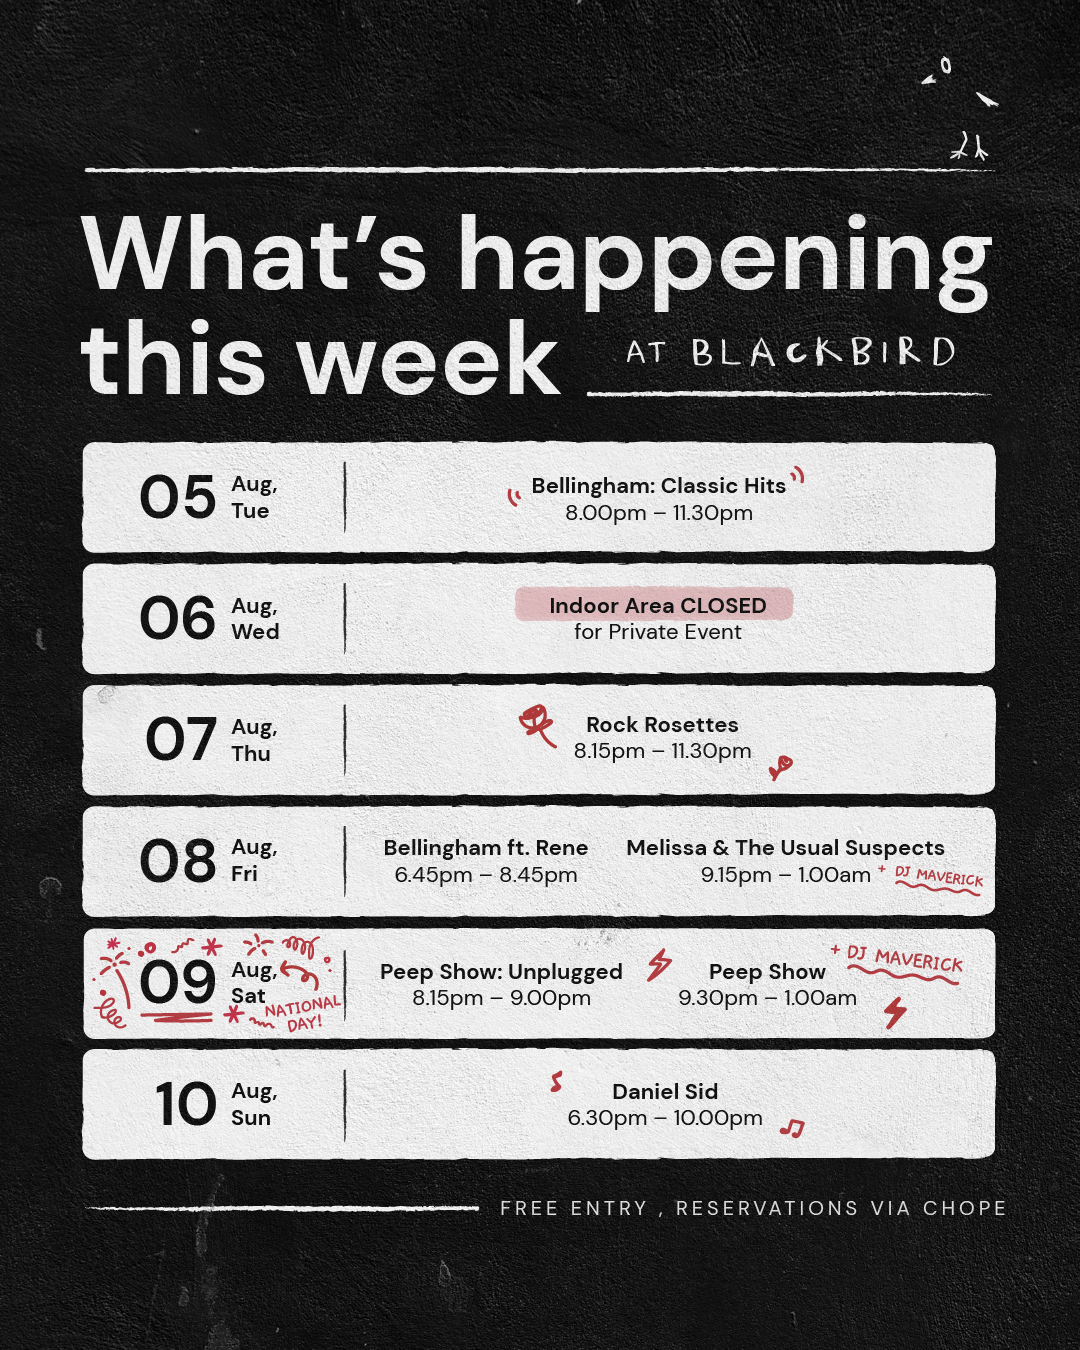 What's happening
this week
AT BLACKBIRD
05 Aug, Tue
Bellingham: Classic Hits
8.00pm – 11.30pm
06 Aug, Wed
Indoor Area CLOSED
for Private Event
07 Aug, Thu
Rock Rosettes
8.15pm – 11.30pm
08 Aug, Fri
Bellingham ft. Rene
6.45pm – 8.45pm
Melissa & The Usual Suspects
9.15pm – 1.00am + DJ MAVERICK
09 Aug, Sat
NATIONAL
DAY!
Peep Show: Unplugged
8.15pm – 9.00pm
Peep Show + DJ MAVERICK
9.30pm – 1.00am
10 Aug, Sun
Daniel Sid
6.30pm – 10.00pm
FREE ENTRY , RESERVATIONS VIA CHOPE